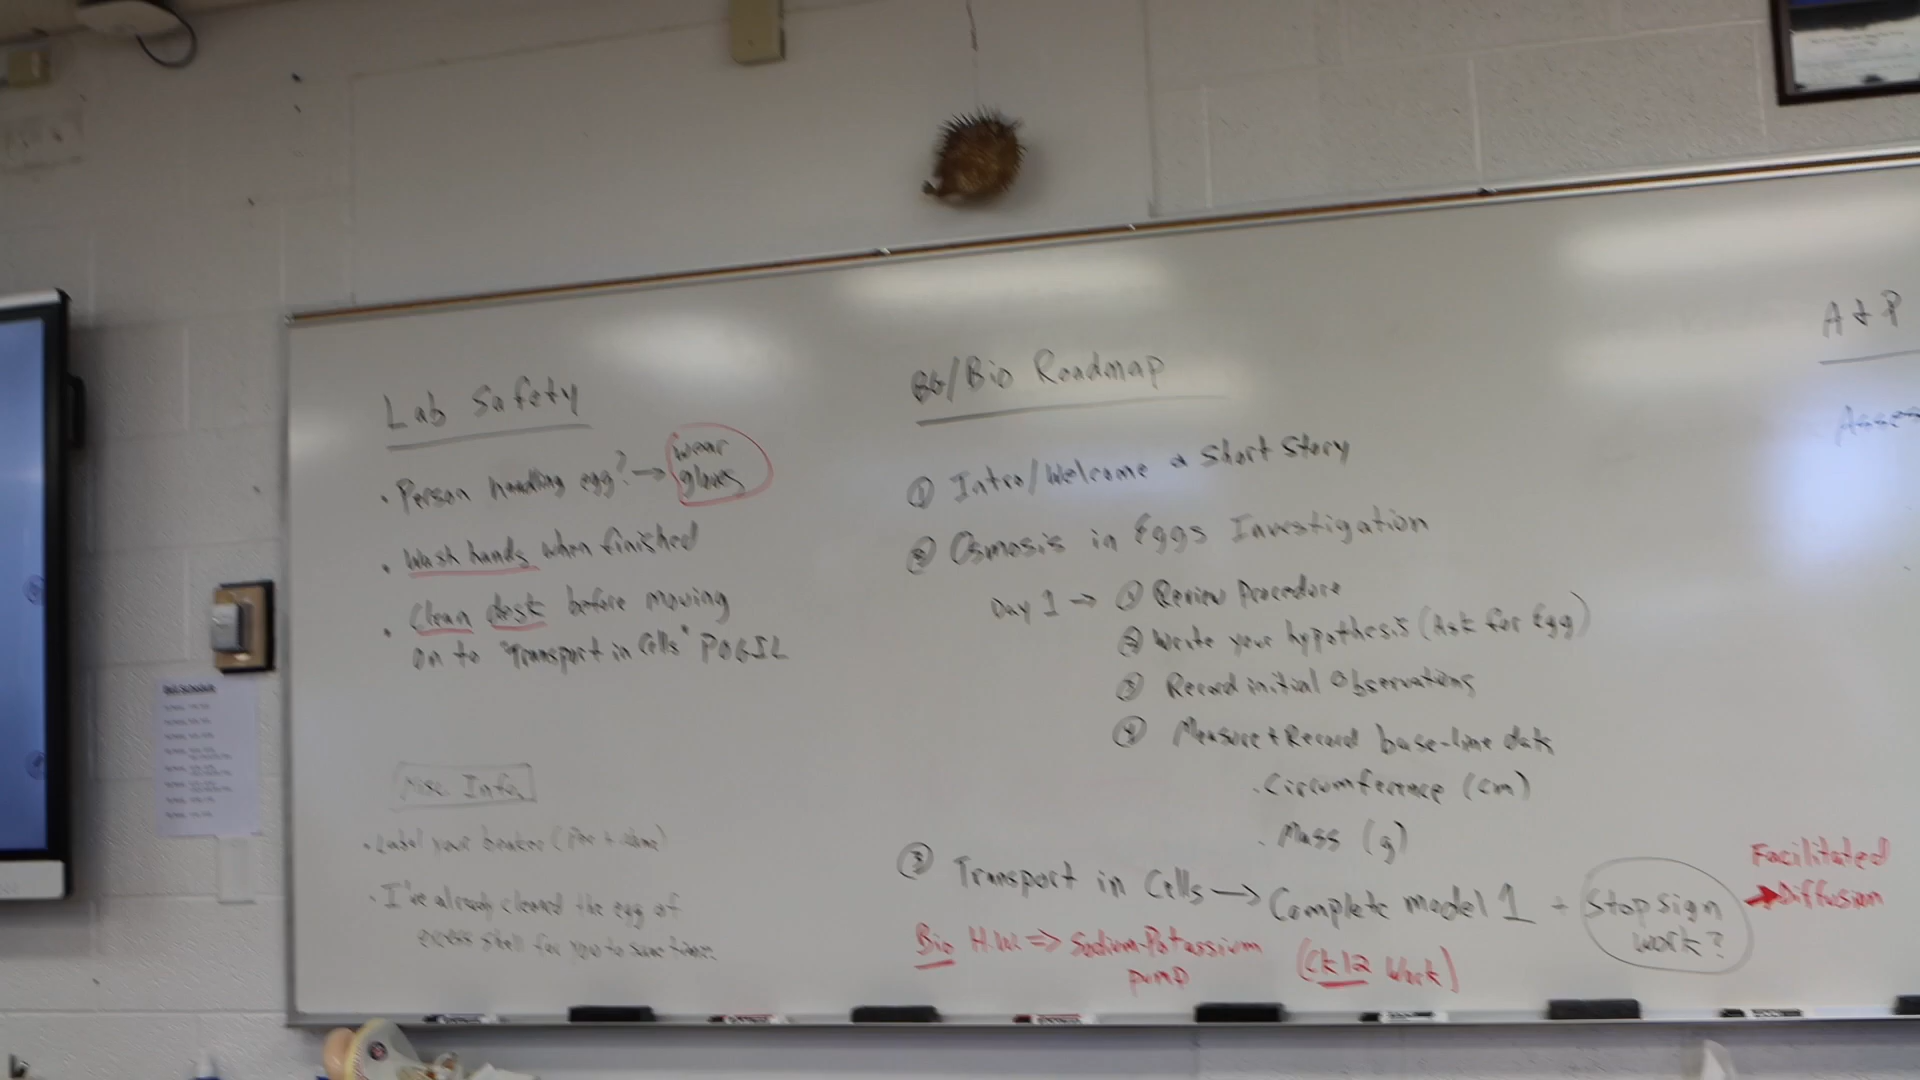 Lab Safety
• Person handling egg? → wear gloves
• Wash hands when finished
• Clean desk before moving
on to "Transport in Cells" POGIL
Misc. Info.
• Label your beaker (Per + Name)
• I've already cleaned the egg of
excess shell for you to save time.
/Bio Roadmap
① Intro/Welcome a Short Story
② Osmosis in Eggs Investigation
Day 1 → ① Review Procedure
② Write your hypothesis (Ask for Egg)
③ Record initial Observations
④ Measure + Record base-line data
• Circumference (cm)
• Mass (g)
③ Transport in Cells → Complete model 1 + Stop sign
work?
Facilitated
→ Diffusion
Bio H.W. => Sodium-Potassium
pump
(CK12 Work)
A & P